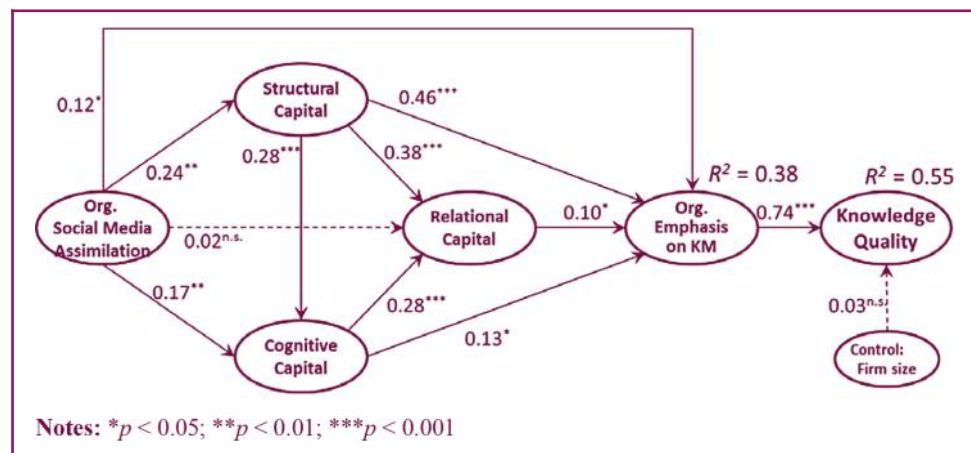 Structural
Capital
0.12*
0.46***
0.24**
0.28***
0.38***
R² = 0.38
R² = 0.55
Org.
Social Media
Assimilation
0.02n.s.
Relational
Capital
0.10*
Org.
Emphasis
on KM
0.74***
Knowledge
Quality
0.17**
0.28***
0.13*
0.03n.s.
Cognitive
Capital
Control:
Firm size
Notes: *p < 0.05; **p < 0.01; ***p < 0.001